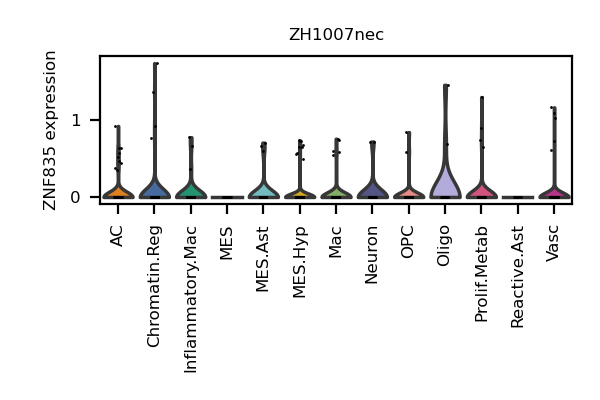 ZH1007nec
ZNF835 expression
1
0
AC
Chromatin.Reg
Inflammatory.Mac
MES
MES.Ast
MES.Hyp
Mac
Neuron
OPC
Oligo
Prolif.Metab
Reactive.Ast
Vasc